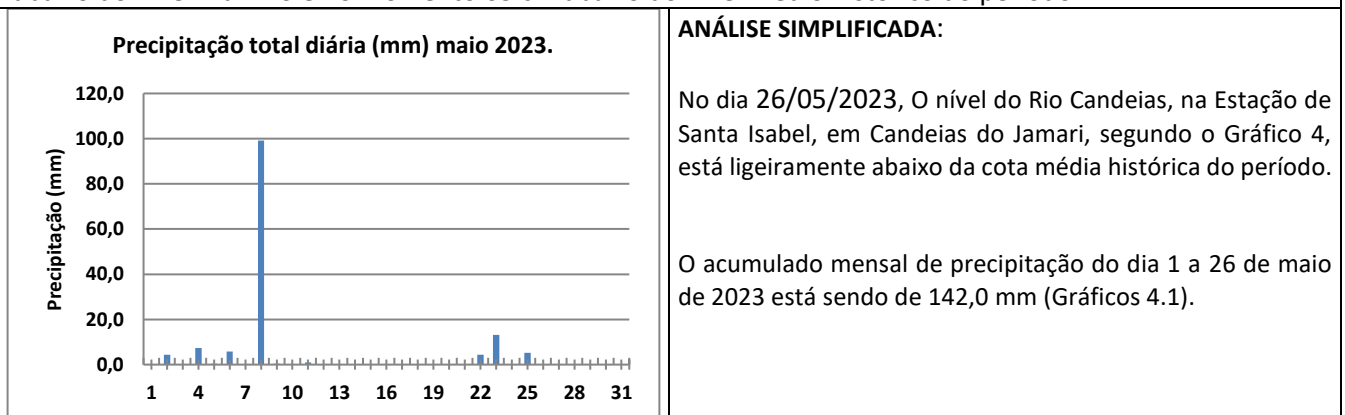 Precipitação total diária (mm) maio 2023.
120,0
100,0
80,0
60,0
40,0
20,0
0,0
Precipitação (mm)
1 4 7 10 13 16 19 22 25 28 31
ANÁLISE SIMPLIFICADA:
No dia 26/05/2023, O nível do Rio Candeias, na Estação de
Santa Isabel, em Candeias do Jamari, segundo o Gráfico 4,
está ligeiramente abaixo da cota média histórica do período.
O acumulado mensal de precipitação do dia 1 a 26 de maio
de 2023 está sendo de 142,0 mm (Gráficos 4.1).